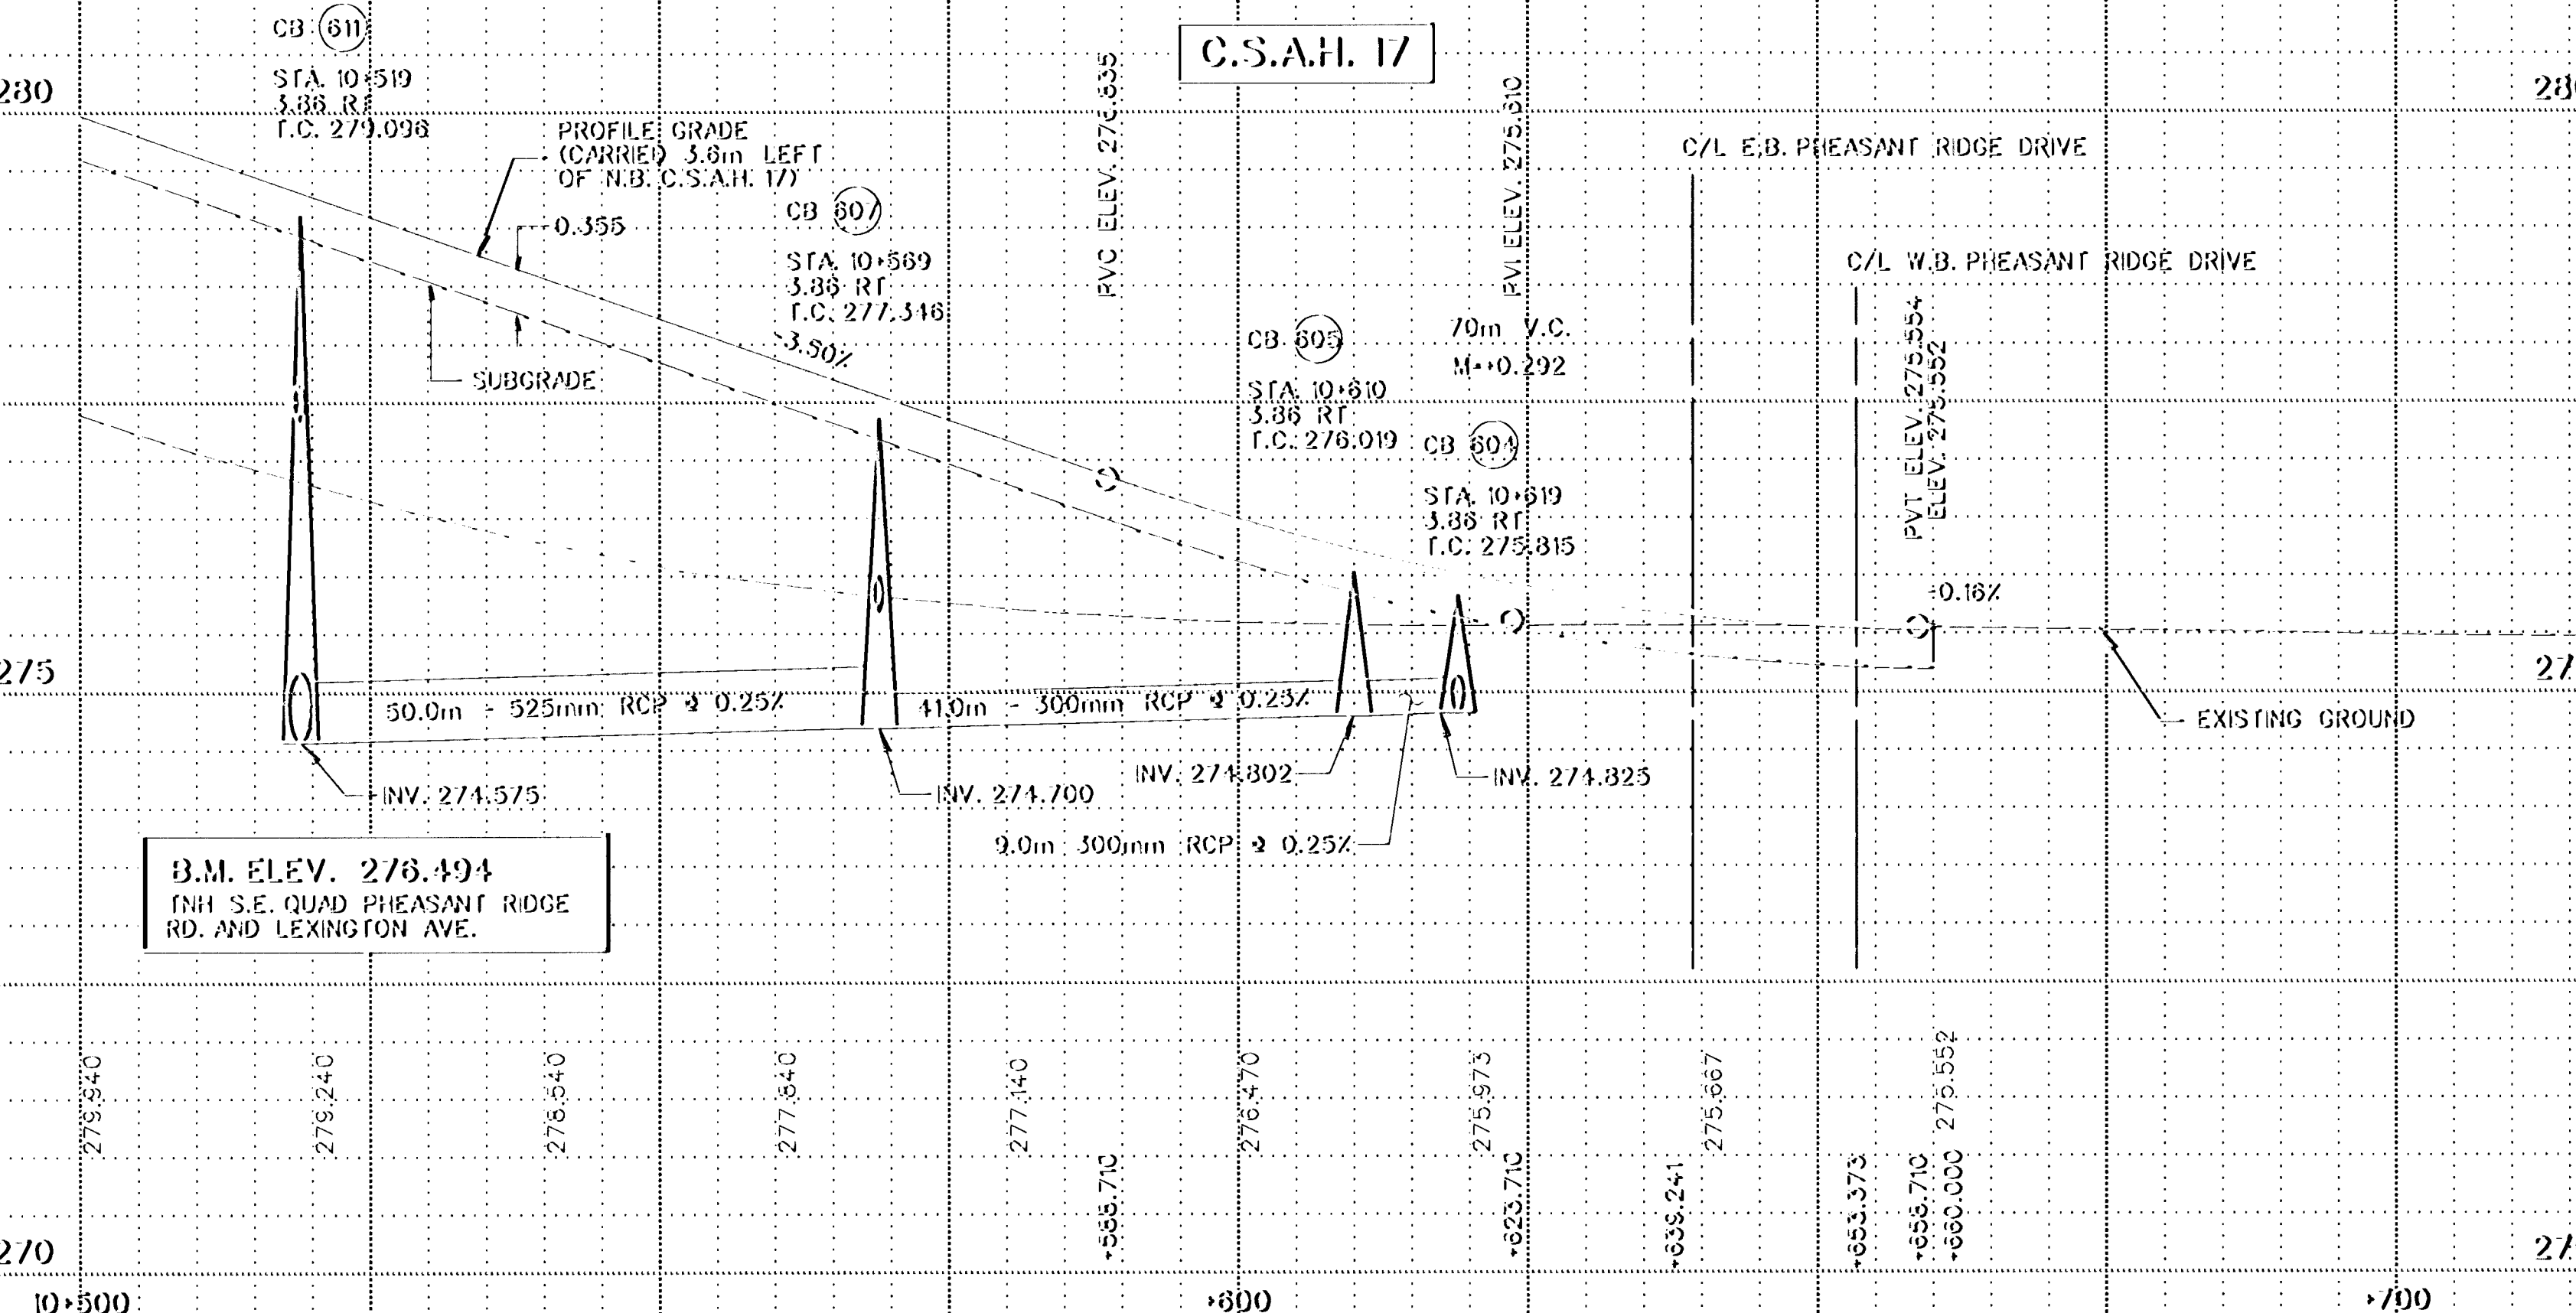 C.S.A.H. 17
CB 611
STA. 10+519
3.86 RT
T.C. 279.096
PROFILE GRADE
(CARRIED 3.6m LEFT
OF N.B. C.S.A.H. 17)
0.355
SUBGRADE
CB 607
STA. 10+569
3.86 RT
T.C. 277.346
-3.50%
PVC ELEV. 276.835
CB 605
STA. 10+610
3.86 RT
T.C. 276.019
PVI ELEV. 275.610
70m V.C.
M=+0.292
CB 604
STA. 10+619
3.86 RT
T.C. 275.815
C/L E.B. PHEASANT RIDGE DRIVE
C/L W.B. PHEASANT RIDGE DRIVE
PVT ELEV. 275.554
ELEV. 275.552
-0.16%
EXISTING GROUND
280
275
270
50.0m - 525mm RCP @ 0.25%
41.0m - 300mm RCP @ 0.25%
INV. 274.575
INV. 274.700
INV. 274.802
INV. 274.825
9.0m 300mm RCP @ 0.25%
B.M. ELEV. 276.494
TNH S.E. QUAD PHEASANT RIDGE
RD. AND LEXINGTON AVE.
279.940
279.240
278.540
277.840
277.140
276.470
275.973
275.667
275.552
+588.710
+623.710
+639.241
+653.373
+658.710
+660.000
10+500
+600
+700